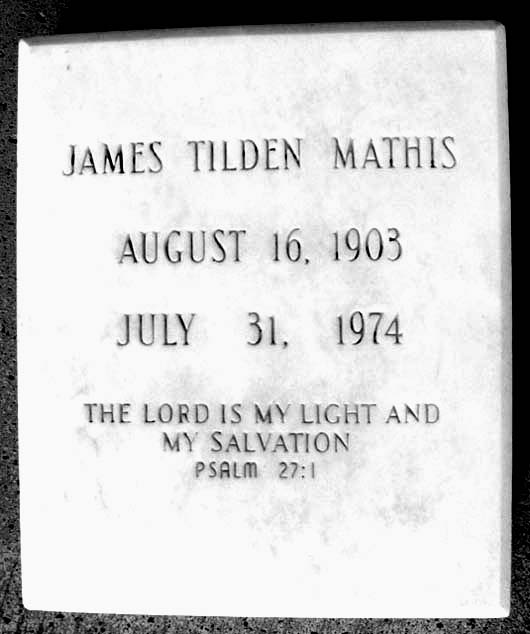 JAMES TILDEN MATHIS
AUGUST 16, 1903
JULY 31, 1974
THE LORD IS MY LIGHT AND
MY SALVATION
PSALM 27:1